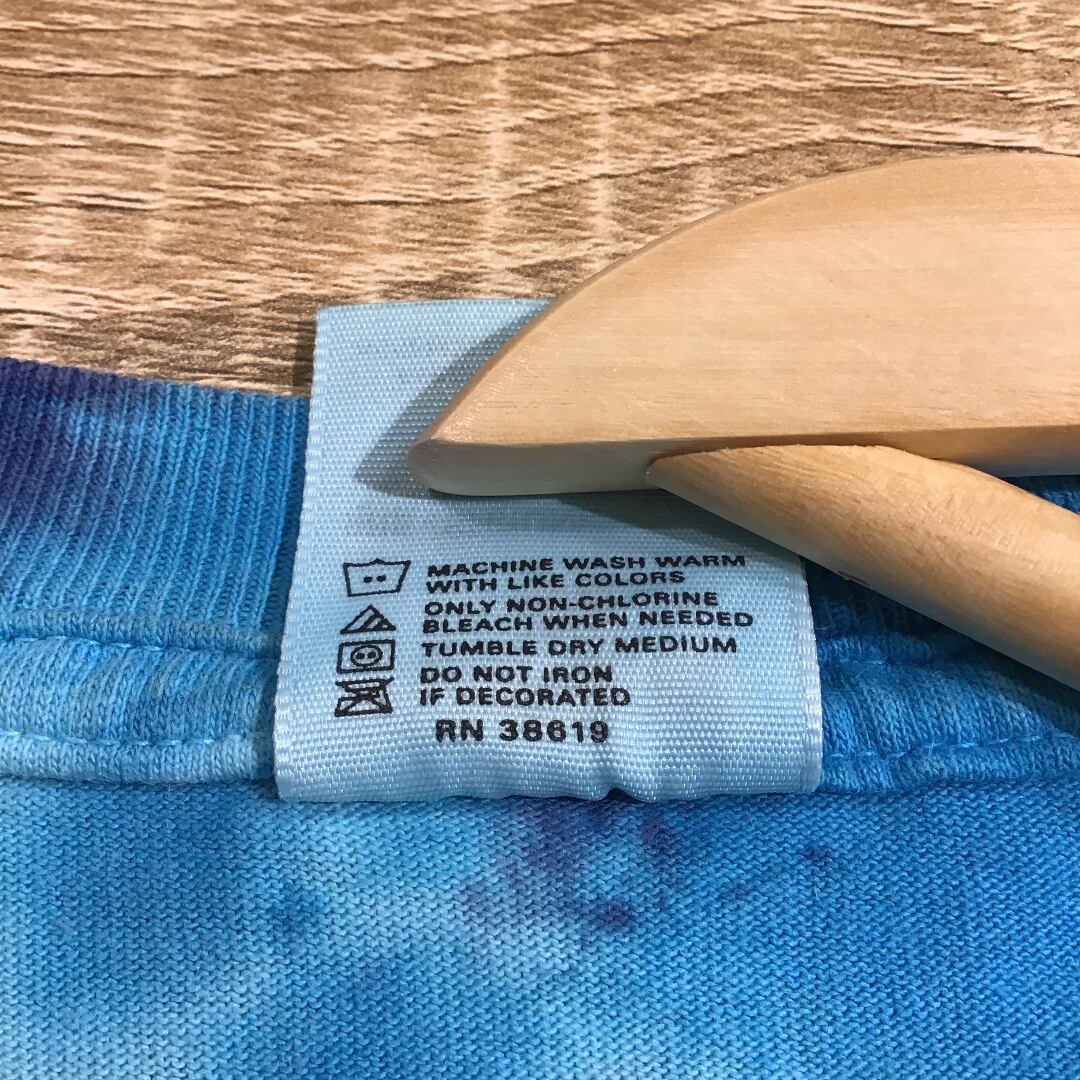 MACHINE WASH WARM
WITH LIKE COLORS
ONLY NON-CHLORINE
BLEACH WHEN NEEDED
TUMBLE DRY MEDIUM
DO NOT IRON
IF DECORATED
RN 38619